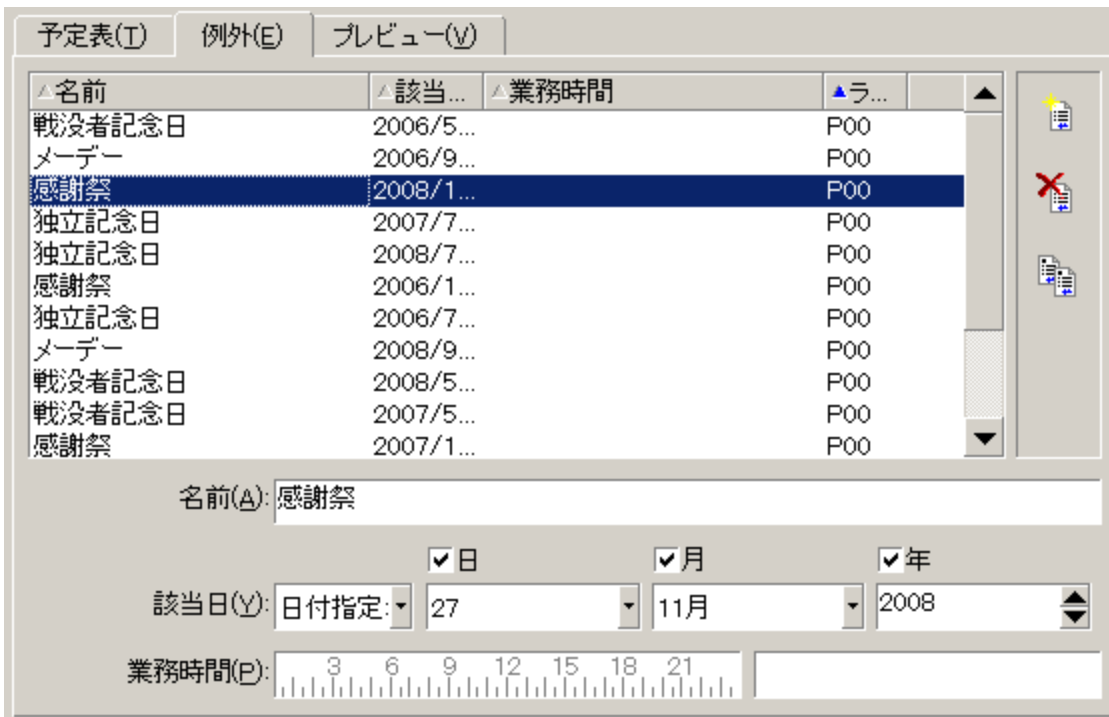 予定表(T) 例外(E) プレビュー(V)
名前 該当... 業務時間 ラ...
戦没者記念日 2006/5... P00
メーデー 2006/9... P00
感謝祭 2008/1... P00
独立記念日 2007/7... P00
独立記念日 2008/7... P00
感謝祭 2006/1... P00
独立記念日 2006/7... P00
メーデー 2008/9... P00
戦没者記念日 2008/5... P00
戦没者記念日 2007/5... P00
感謝祭 2007/1... P00
名前(A): 感謝祭
日 月 年
該当日(Y): 日付指定: 27 11月 2008
業務時間(P): 3 6 9 12 15 18 21